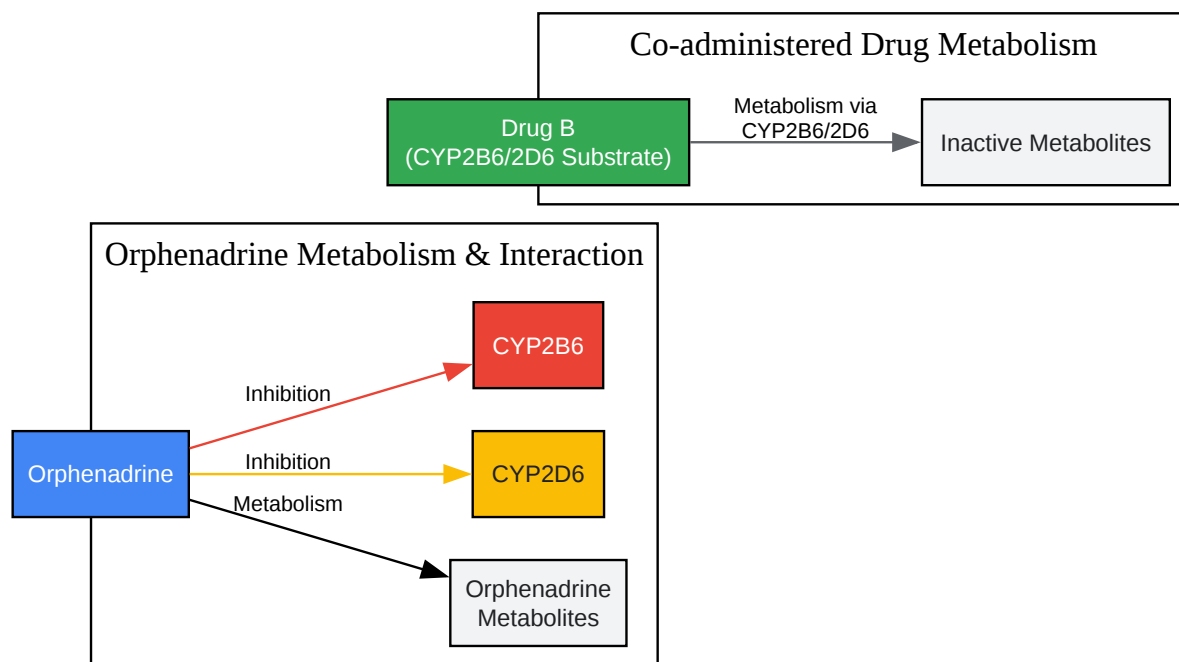 Co-administered Drug Metabolism
Drug B
(CYP2B6/2D6 Substrate)
Metabolism via
CYP2B6/2D6
Inactive Metabolites
Orphenadrine Metabolism & Interaction
Orphenadrine
Inhibition
CYP2B6
Inhibition
CYP2D6
Metabolism
Orphenadrine
Metabolites